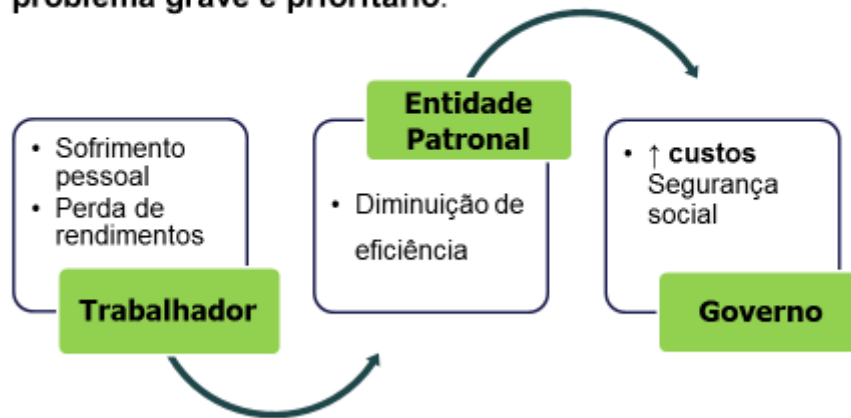 problema grave e prioritário.
• Sofrimento
pessoal
• Perda de
rendimentos
Trabalhador
Entidade
Patronal
• Diminuição de
eficiência
• ↑ custos
Segurança
social
Governo